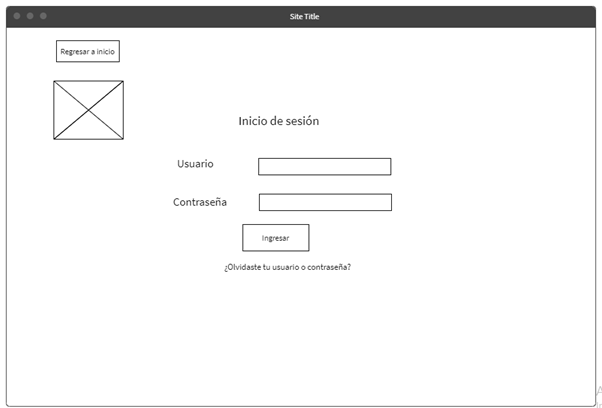 Site Title
Regresar a inicio
Inicio de sesión
Usuario
Contraseña
Ingresar
¿Olvidaste tu usuario o contraseña?